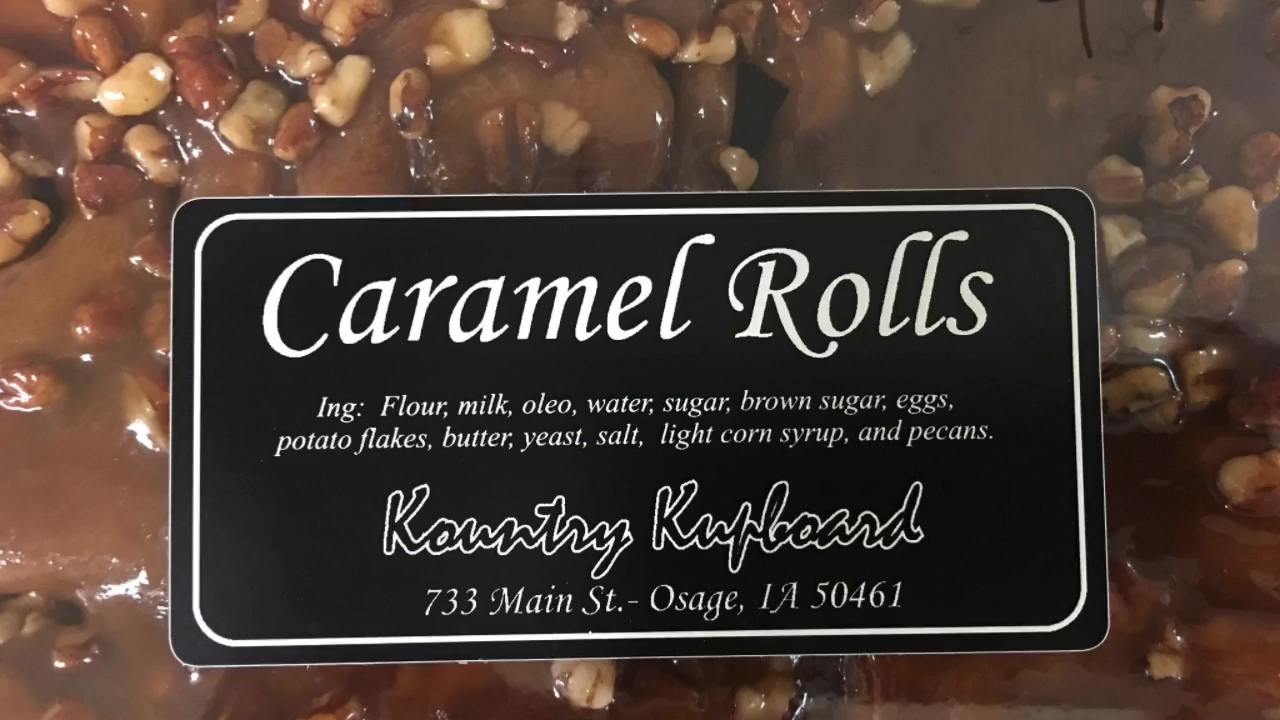 Caramel Rolls
Ing: Flour, milk, oleo, water, sugar, brown sugar, eggs,
potato flakes, butter, yeast, salt, light corn syrup, and pecans.
Kountry Kupboard
733 Main St.- Osage, IA 50461